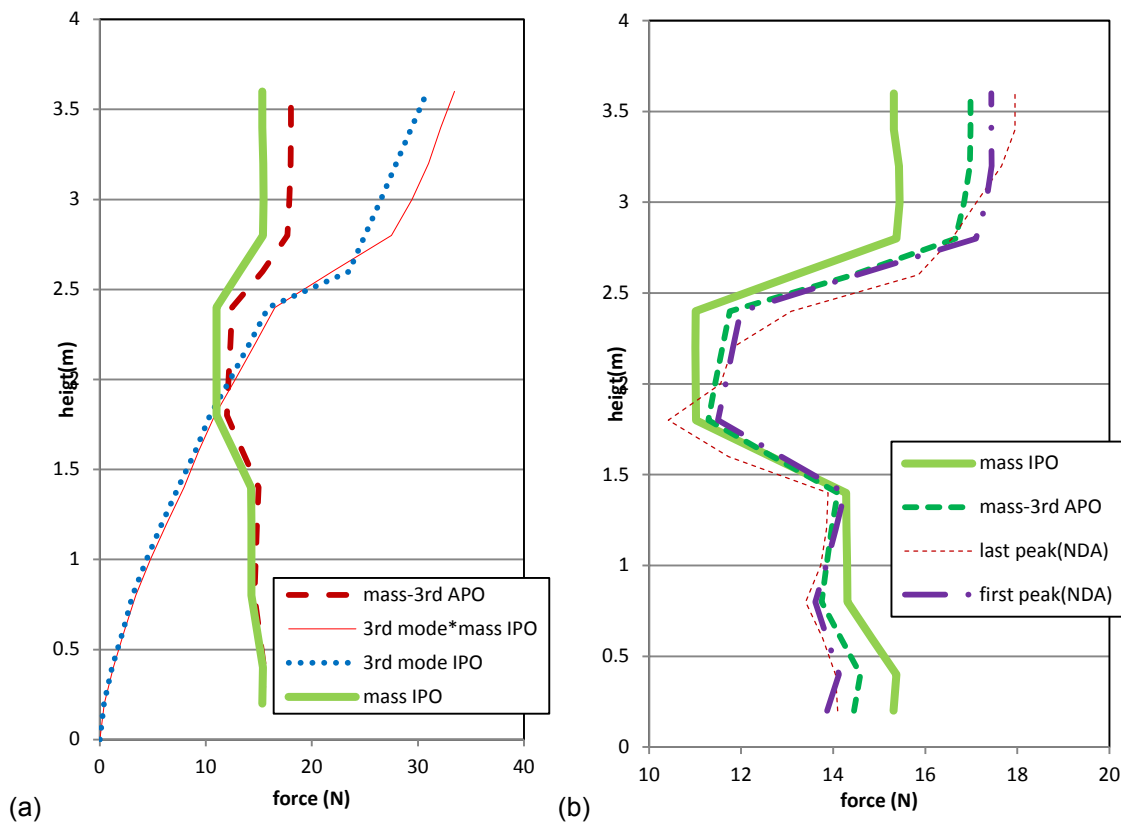 4
3.5
3
2.5
2
1.5
1
0.5
0
heigt(m)
0 10 20 30 40
force (N)
mass-3rd APO
3rd mode*mass IPO
3rd mode IPO
mass IPO
(a)
4
3.5
3
2.5
2
1.5
1
0.5
0
heigt(m)
10 12 14 16 18 20
force (N)
mass IPO
mass-3rd APO
last peak(NDA)
first peak(NDA)
(b)